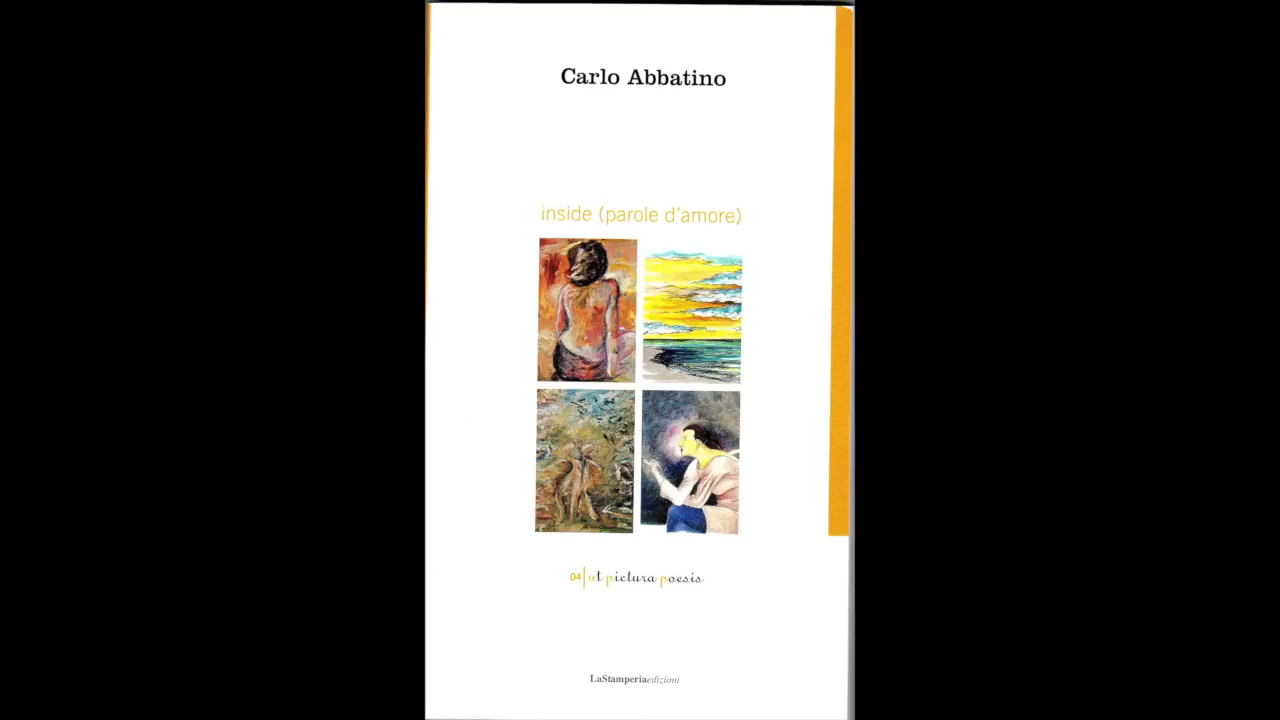 Carlo Abbatino
inside (parole d'amore)
04 ut pictura poesis
LaStamperiaedizioni